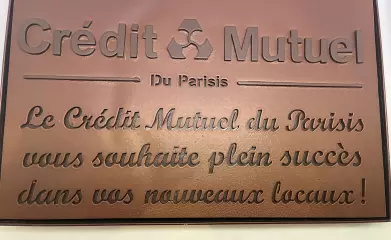 Crédit Mutuel
Du Parisis
Le Crédit Mutuel du Parisis
vous souhaite plein succès
dans vos nouveaux locaux !